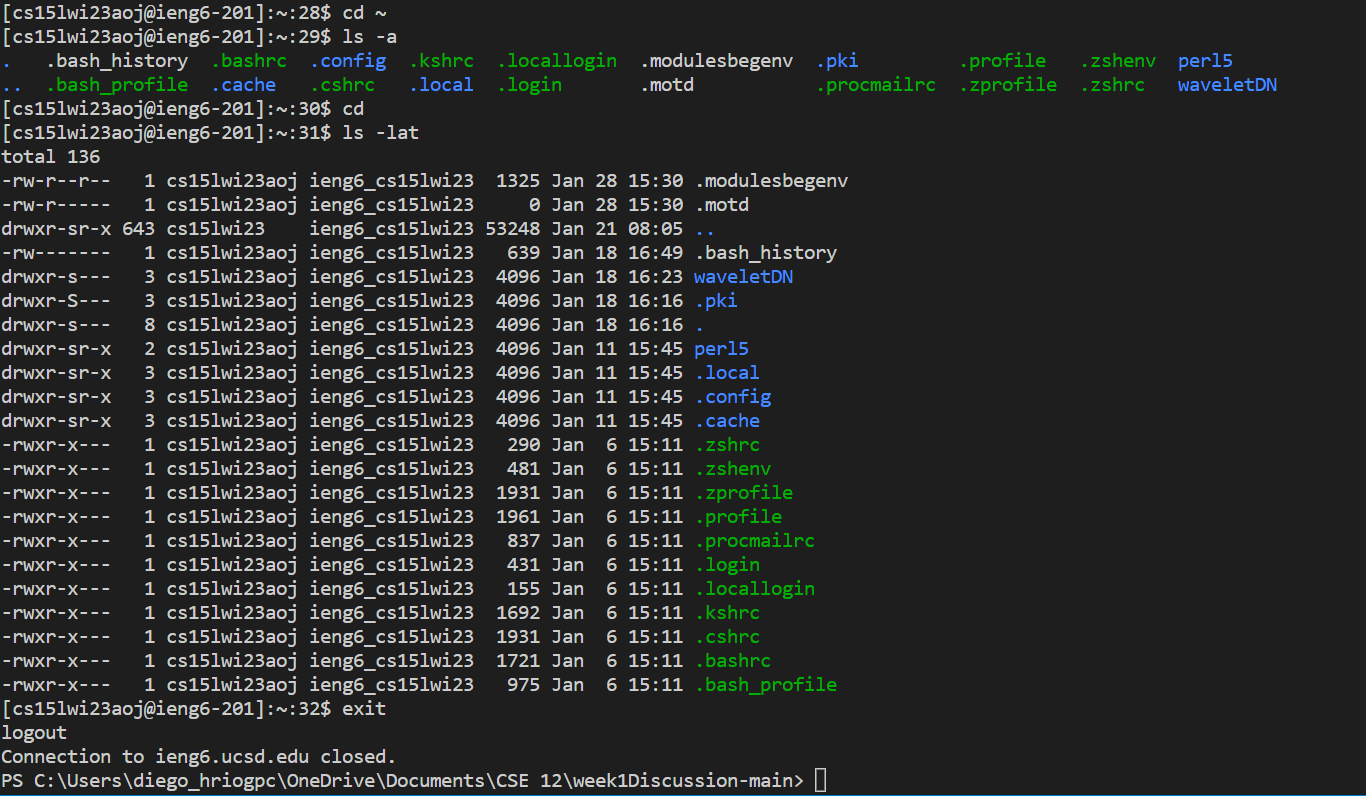 [cs15lwi23aoj@ieng6-201]:~:28$ cd ~
[cs15lwi23aoj@ieng6-201]:~:29$ ls -a
.   .bash_history  .bashrc  .config  .kshrc  .locallogin  .modulesbegenv  .pki         .profile   .zshenv  perl5
..  .bash_profile  .cache   .cshrc   .local  .login       .motd           .procmailrc  .zprofile  .zshrc   waveletDN
[cs15lwi23aoj@ieng6-201]:~:30$ cd
[cs15lwi23aoj@ieng6-201]:~:31$ ls -lat
total 136
-rw-r--r--   1 cs15lwi23aoj ieng6_cs15lwi23  1325 Jan 28 15:30 .modulesbegenv
-rw-r-----   1 cs15lwi23aoj ieng6_cs15lwi23     0 Jan 28 15:30 .motd
drwxr-sr-x 643 cs15lwi23    ieng6_cs15lwi23 53248 Jan 21 08:05 ..
-rw-------   1 cs15lwi23aoj ieng6_cs15lwi23   639 Jan 18 16:49 .bash_history
drwxr-s---   3 cs15lwi23aoj ieng6_cs15lwi23  4096 Jan 18 16:23 waveletDN
drwxr-S---   3 cs15lwi23aoj ieng6_cs15lwi23  4096 Jan 18 16:16 .pki
drwxr-s---   8 cs15lwi23aoj ieng6_cs15lwi23  4096 Jan 18 16:16 .
drwxr-sr-x   2 cs15lwi23aoj ieng6_cs15lwi23  4096 Jan 11 15:45 perl5
drwxr-sr-x   3 cs15lwi23aoj ieng6_cs15lwi23  4096 Jan 11 15:45 .local
drwxr-sr-x   3 cs15lwi23aoj ieng6_cs15lwi23  4096 Jan 11 15:45 .config
drwxr-sr-x   3 cs15lwi23aoj ieng6_cs15lwi23  4096 Jan 11 15:45 .cache
-rwxr-x---   1 cs15lwi23aoj ieng6_cs15lwi23   290 Jan  6 15:11 .zshrc
-rwxr-x---   1 cs15lwi23aoj ieng6_cs15lwi23   481 Jan  6 15:11 .zshenv
-rwxr-x---   1 cs15lwi23aoj ieng6_cs15lwi23  1931 Jan  6 15:11 .zprofile
-rwxr-x---   1 cs15lwi23aoj ieng6_cs15lwi23  1961 Jan  6 15:11 .profile
-rwxr-x---   1 cs15lwi23aoj ieng6_cs15lwi23   837 Jan  6 15:11 .procmailrc
-rwxr-x---   1 cs15lwi23aoj ieng6_cs15lwi23   431 Jan  6 15:11 .login
-rwxr-x---   1 cs15lwi23aoj ieng6_cs15lwi23   155 Jan  6 15:11 .locallogin
-rwxr-x---   1 cs15lwi23aoj ieng6_cs15lwi23  1692 Jan  6 15:11 .kshrc
-rwxr-x---   1 cs15lwi23aoj ieng6_cs15lwi23  1931 Jan  6 15:11 .cshrc
-rwxr-x---   1 cs15lwi23aoj ieng6_cs15lwi23  1721 Jan  6 15:11 .bashrc
-rwxr-x---   1 cs15lwi23aoj ieng6_cs15lwi23   975 Jan  6 15:11 .bash_profile
[cs15lwi23aoj@ieng6-201]:~:32$ exit
logout
Connection to ieng6.ucsd.edu closed.
PS C:\Users\diego_hriogpc\OneDrive\Documents\CSE 12\week1Discussion-main>